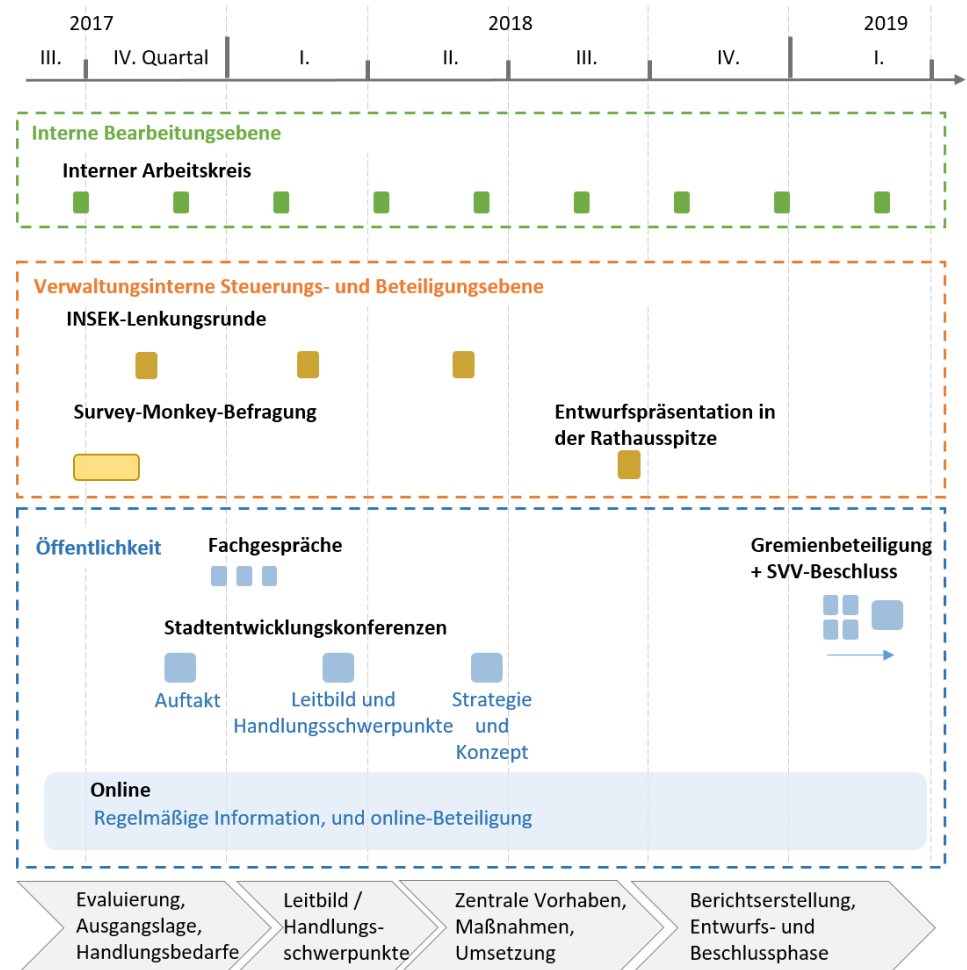 2017 2018 2019
III. IV. Quartal I. II. III. IV. I.
Interne Bearbeitungsebene
Interner Arbeitskreis
Verwaltungsinterne Steuerungs- und Beteiligungsebene
INSEK-Lenkungsrunde
Survey-Monkey-Befragung
Entwurfspräsentation in
der Rathausspitze
Öffentlichkeit
Fachgespräche
Gremienbeteiligung
+ SVV-Beschluss
Stadtentwicklungskonferenzen
Auftakt
Leitbild und
Handlungsschwerpunkte
Strategie
und
Konzept
Online
Regelmäßige Information, und online-Beteiligung
Evaluierung,
Ausgangslage,
Handlungsbedarfe
Leitbild /
Handlungs-
schwerpunkte
Zentrale Vorhaben,
Maßnahmen,
Umsetzung
Berichtserstellung,
Entwurfs- und
Beschlussphase